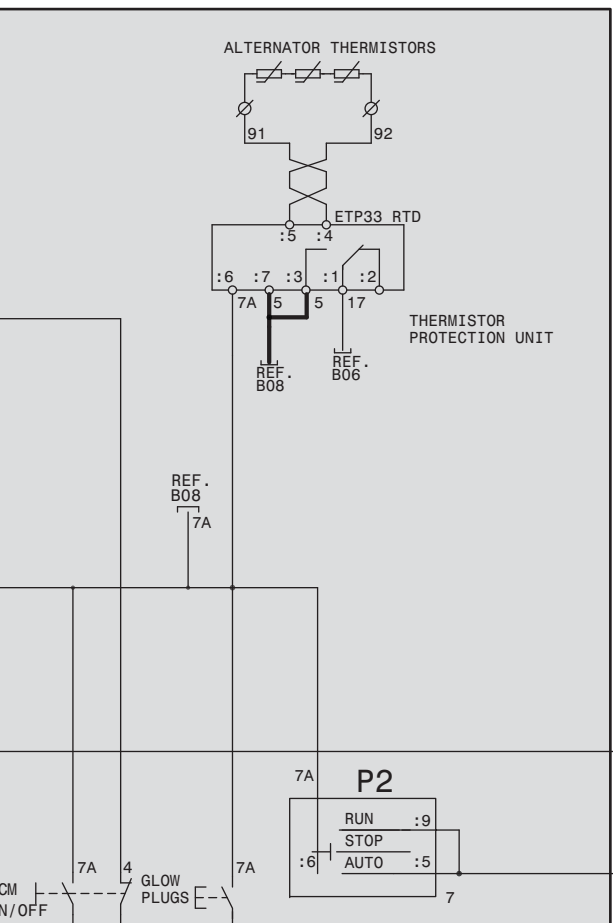 ALTERNATOR THERMISTORS
91
92
ETP33 RTD
:5
:4
:6
:7
:3
:1
:2
7A
5
5
17
THERMISTOR
PROTECTION UNIT
REF.
B08
REF.
B06
REF.
B08
7A
7A
P2
RUN
:9
STOP
:6
AUTO
:5
7
7A
4
7A
CM
N/OFF
GLOW
PLUGS